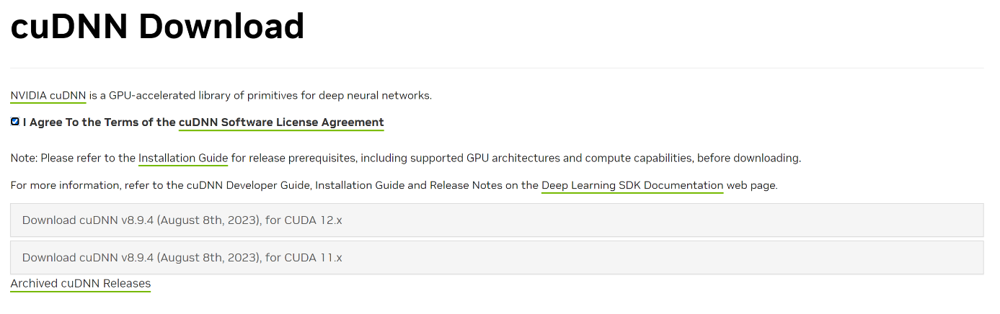 cuDNN Download
NVIDIA cuDNN is a GPU-accelerated library of primitives for deep neural networks.
I Agree To the Terms of the cuDNN Software License Agreement
Note: Please refer to the Installation Guide for release prerequisites, including supported GPU architectures and compute capabilities, before downloading.
For more information, refer to the cuDNN Developer Guide, Installation Guide and Release Notes on the Deep Learning SDK Documentation web page.
Download cuDNN v8.9.4 (August 8th, 2023), for CUDA 12.x
Download cuDNN v8.9.4 (August 8th, 2023), for CUDA 11.x
Archived cuDNN Releases